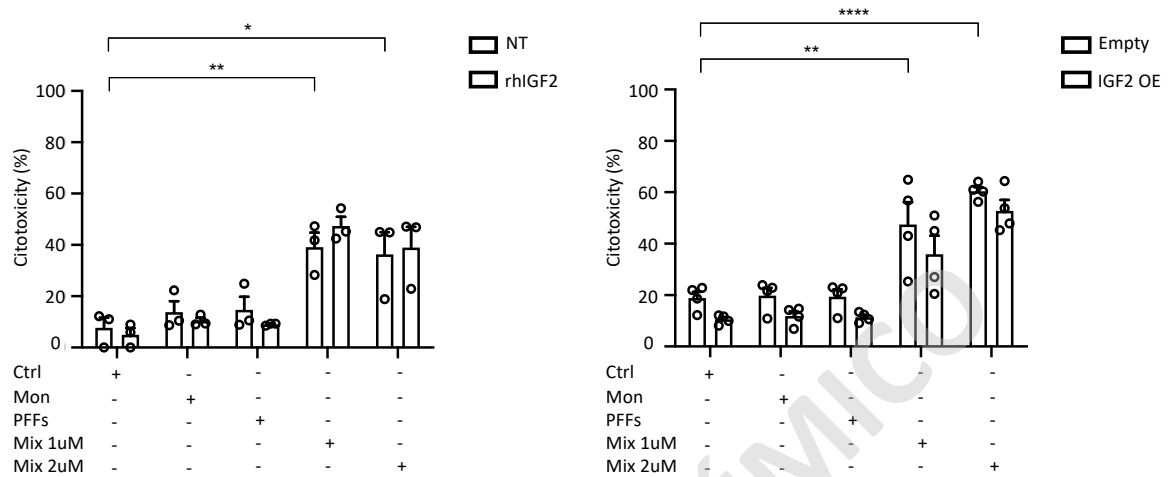 * NT
** rhIGF2
100
80
60
40
20
0
Citotoxicity (%)
Ctrl + - - - -
Mon - + - - -
PFFs - - + - -
Mix 1uM - - - + -
Mix 2uM - - - - +
**** Empty
** IGF2 OE
100
80
60
40
20
0
Citotoxicity (%)
Ctrl + - - - -
Mon - + - - -
PFFs - - + - -
Mix 1uM - - - + -
Mix 2uM - - - - +